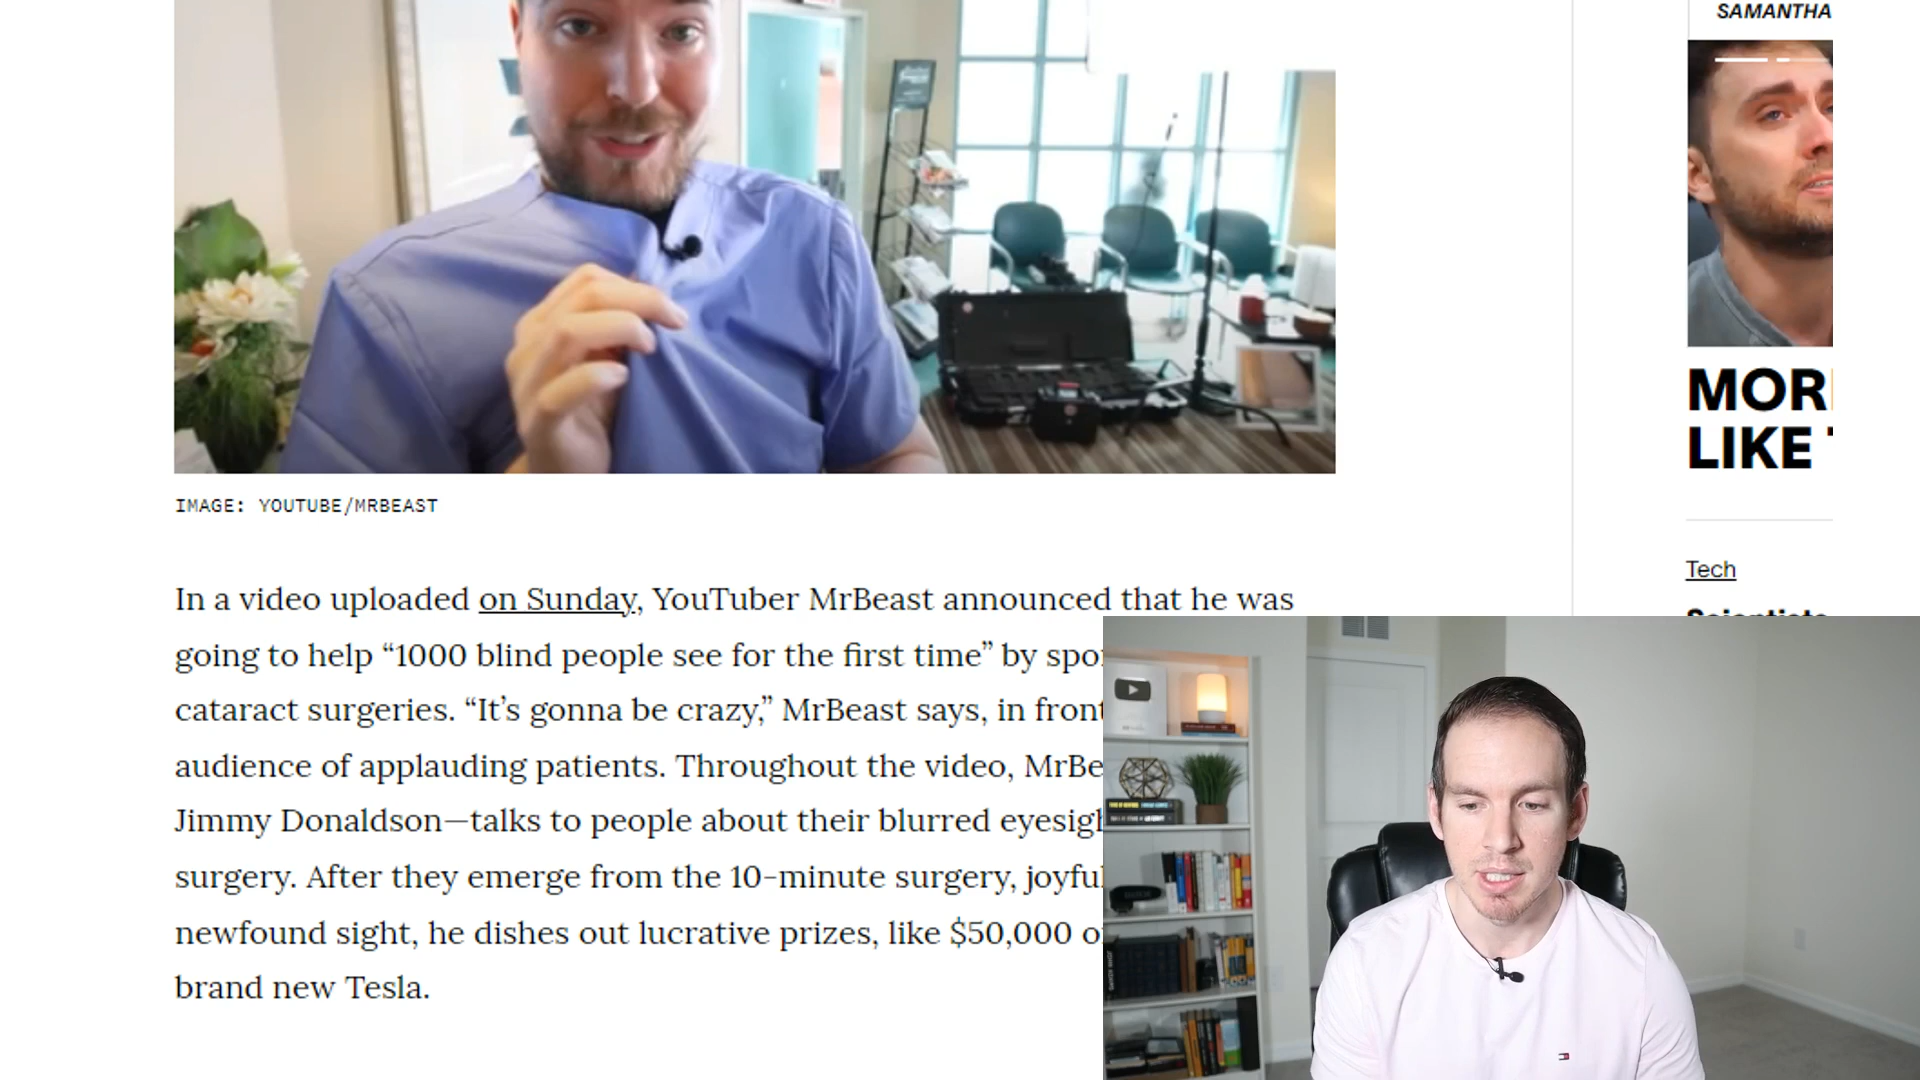 SAMANTHA
MOR
LIKE
IMAGE: YOUTUBE/MRBEAST
Tech
In a video uploaded on Sunday, YouTuber MrBeast announced that he was
going to help “1000 blind people see for the first time” by spo
cataract surgeries. “It’s gonna be crazy,” MrBeast says, in front
audience of applauding patients. Throughout the video, MrBe
Jimmy Donaldson—talks to people about their blurred eyesigh
surgery. After they emerge from the 10-minute surgery, joyful
newfound sight, he dishes out lucrative prizes, like $50,000 o
brand new Tesla.